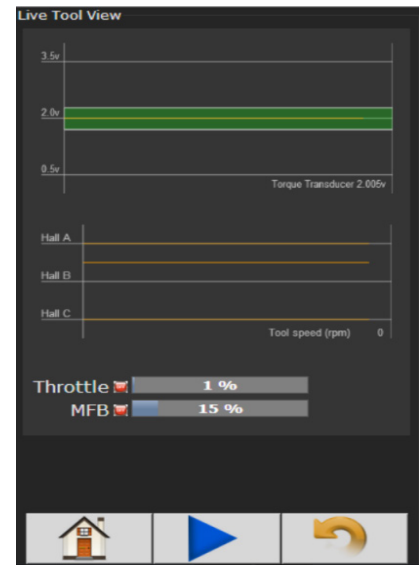 Live Tool View
3.5v
2.0v
0.5v
Torque Transducer 2.005v
Hall A
Hall B
Hall C
Tool speed (rpm) 0
Throttle 1 %
MFB 15 %